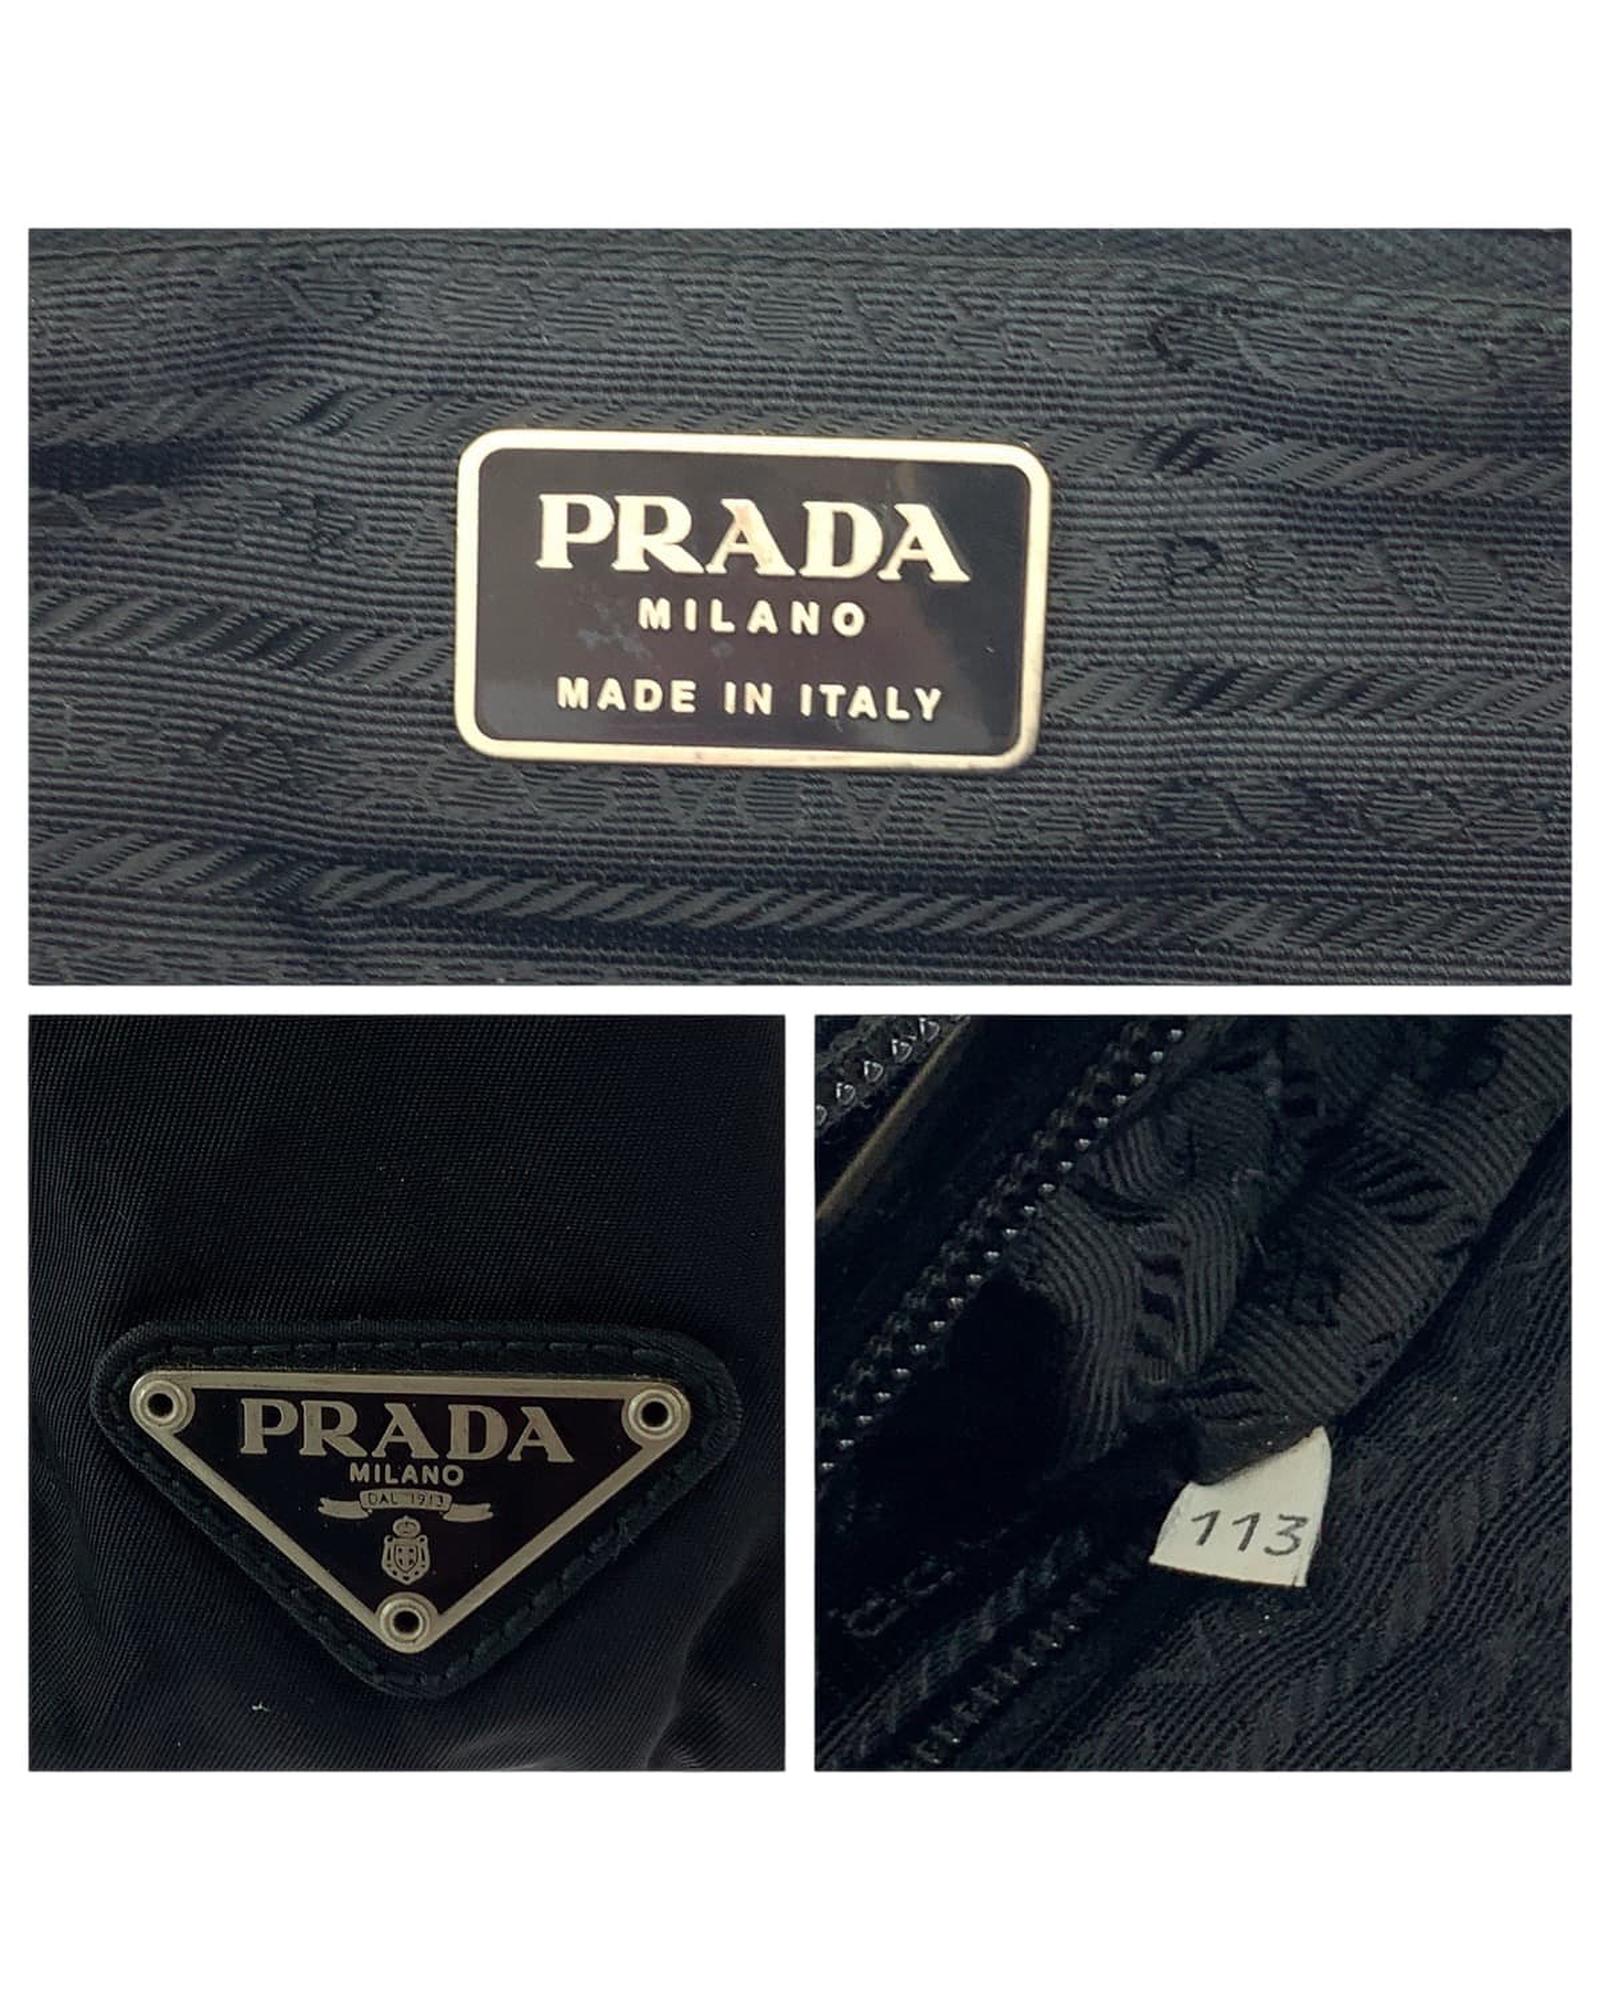 PRADA
MILANO
MADE IN ITALY
PRADA
MILANO
DAL 1913
113